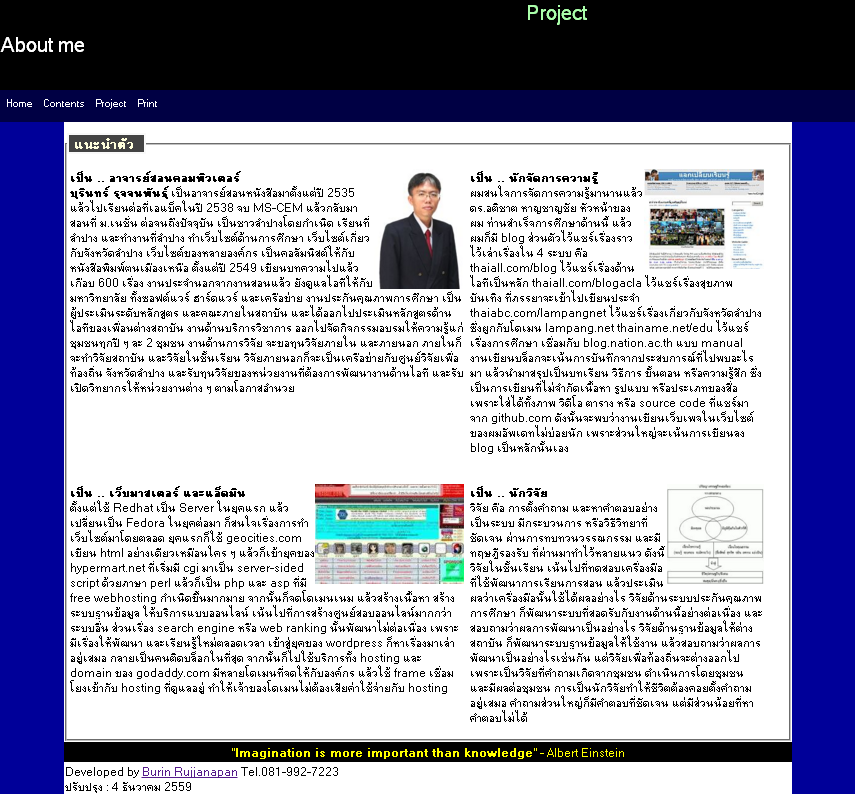 Project
About me
Home Contents Project Print
แนะนำตัว
เป็น .. อาจารย์สอนคอมพิวเตอร์
บุรินทร์ รุจจนพันธุ์ เป็นอาจารย์สอนหนังสือมาตั้งแต่ปี 2535
แล้วไปเรียนต่อที่เอแบ็คในปี 2538 จบ MS-CEM แล้วกลับมา
สอนที่ ม.เนชั่น ต่อจนถึงปัจจุบัน เป็นชาวลำปางโดยกำเนิด เรียนที่
ลำปาง และทำงานที่ลำปาง ทำเว็บไซต์ด้านการศึกษา เว็บไซต์เกี่ยว
กับจังหวัดลำปาง เว็บไซต์ของหลายองค์กร เป็นคอลัมนิสต์ให้กับ
หนังสือพิมพ์ฅนเมืองเหนือ ตั้งแต่ปี 2549 เขียนบทความไปแล้ว
เกือบ 600 เรื่อง งานประจำนอกจากงานสอนแล้ว ยังดูแลไอทีให้กับ
มหาวิทยาลัย ทั้งซอฟต์แวร์ ฮาร์ดแวร์ และเครือข่าย งานประกันคุณภาพการศึกษา เป็น
ผู้ประเมินระดับหลักสูตร และคณะภายในสถาบัน และได้ออกไปประเมินหลักสูตรด้าน
ไอทีของเพื่อนต่างสถาบัน งานด้านบริการวิชาการ ออกไปจัดกิจกรรมอบรมให้ความรู้แก่
ชุมชนทุกปี ๆ ละ 2 ชุมชน งานด้านการวิจัย จะขอทุนวิจัยภายใน และภายนอก ภายในก็
จะทำวิจัยสถาบัน และวิจัยในชั้นเรียน วิจัยภายนอกก็จะเป็นเครือข่ายกับศูนย์วิจัยเพื่อ
ท้องถิ่น จังหวัดลำปาง และรับทุนวิจัยของหน่วยงานที่ต้องการพัฒนางานด้านไอที และรับ
เปิดวิทยากรให้หน่วยงานต่าง ๆ ตามโอกาสอำนวย
เป็น .. นักจัดการความรู้
ผมสนใจการจัดการความรู้มานานแล้ว
ดร.อติชาต หาญชาญชัย หัวหน้าของ
ผม ท่านสำเร็จการศึกษาด้านนี้ แล้ว
ผมก็มี blog ส่วนตัวไว้แชร์เรื่องราว
ไว้เล่าเรื่องใน 4 ระบบ คือ
thaiall.com/blog ไว้แชร์เรื่องด้าน
ไอทีเป็นหลัก thaiall.com/blogacla ไว้แชร์เรื่องสุขภาพ
บันเทิง ที่ภรรยาจะเข้าไปเขียนประจำ
thaiabc.com/lampangnet ไว้แชร์เรื่องเกี่ยวกับจังหวัดลำปาง
ซึ่งผูกกับโดเมน lampang.net thainame.net/edu ไว้แชร์
เรื่องการศึกษา เชื่อมกับ blog.nation.ac.th แบบ manual
งานเขียนบล็อกจะเน้นการบันทึกจากประสบการณ์ที่ไปพบอะไร
มา แล้วนำมาสรุปเป็นบทเรียน วิธีการ ขั้นตอน หรือความรู้สึก ซึ่ง
เป็นการเขียนที่ไม่จำกัดเนื้อหา รูปแบบ หรือประเภทของสื่อ
เพราะใส่ได้ทั้งภาพ วิดีโอ ตาราง หรือ source code ที่แชร์มา
จาก github.com ดังนั้นจะพบว่างานเขียนเว็บเพจในเว็บไซต์
ของผมอัพเดทไม่บ่อยนัก เพราะส่วนใหญ่จะเน้นการเขียนลง
blog เป็นหลักนั่นเอง
เป็น .. เว็บมาสเตอร์ และแอ็ดมิน
ตั้งแต่ใช้ Redhat เป็น Server ในยุคแรก แล้ว
เปลี่ยนเป็น Fedora ในยุคต่อมา ก็สนใจเรื่องการทำ
เว็บไซต์มาโดยตลอด ยุคแรกก็ใช้ geocities.com
เขียน html อย่างเดียวเหมือนใคร ๆ แล้วก็เข้ายุคของ
hypermart.net ที่เริ่มมี cgi มาเป็น server-sided
script ด้วยภาษา perl แล้วก็เป็น php และ asp ที่มี
free webhosting กำเนิดขึ้นมากมาย จากนั้นก็จดโดเมนเนม แล้วสร้างเนื้อหา สร้าง
ระบบฐานข้อมูล ให้บริการแบบออนไลน์ เน้นไปที่การสร้างศูนย์สอบออนไลน์มากกว่า
ระบบอื่น ส่วนเรื่อง search engine หรือ web ranking นั้นพัฒนาไม่ต่อเนื่อง เพราะ
มีเรื่องให้พัฒนา และเรียนรู้ใหม่ตลอดเวลา เข้าสู่ยุคของ wordpress ก็หาเรื่องมาเล่า
อยู่เสมอ กลายเป็นคนติดบล็อกในที่สุด จากนั้นก็ไปใช้บริการทั้ง hosting และ
domain ของ godaddy.com มีหลายโดเมนที่จดให้กับองค์กร แล้วใช้ frame เชื่อม
โยงเข้ากับ hosting ที่ดูแลอยู่ ทำให้เจ้าของโดเมนไม่ต้องเสียค่าใช้จ่ายกับ hosting
เป็น .. นักวิจัย
วิจัย คือ การตั้งคำถาม และหาคำตอบอย่าง
เป็นระบบ มีกระบวนการ หรือวิธีวิทยาที่
ชัดเจน ผ่านการทบทวนวรรณกรรม และมี
ทฤษฎีรองรับ ที่ผ่านมาทำไว้หลายแนว ดังนี้
วิจัยในชั้นเรียน เน้นไปที่ทดสอบเครื่องมือ
ที่ใช้พัฒนาการเรียนการสอน แล้วประเมิน
ผลว่าเครื่องมือนั้นใช้ได้ผลอย่างไร วิจัยด้านระบบประกันคุณภาพ
การศึกษา ก็พัฒนาระบบที่สอดรับกับงานด้านนี้อย่างต่อเนื่อง และ
สอบถามว่าผลการพัฒนาเป็นอย่างไร วิจัยด้านฐานข้อมูลให้ต่าง
สถาบัน ก็พัฒนาระบบฐานข้อมูลให้ใช้งาน แล้วสอบถามว่าผลการ
พัฒนาเป็นอย่างไรเช่นกัน แต่วิจัยเพื่อท้องถิ่นจะต่างออกไป
เพราะเป็นวิจัยที่คำถามเกิดจากชุมชน ดำเนินการโดยชุมชน
และมีผลต่อชุมชน การเป็นนักวิจัยทำให้ชีวิตต้องคอยตั้งคำถาม
อยู่เสมอ คำถามส่วนใหญ่ก็มีคำตอบที่ชัดเจน แต่มีส่วนน้อยที่หา
คำตอบไม่ได้
"Imagination is more important than knowledge" - Albert Einstein
Developed by Burin Rujjanapan Tel.081-992-7223
ปรับปรุง : 4 ธันวาคม 2559